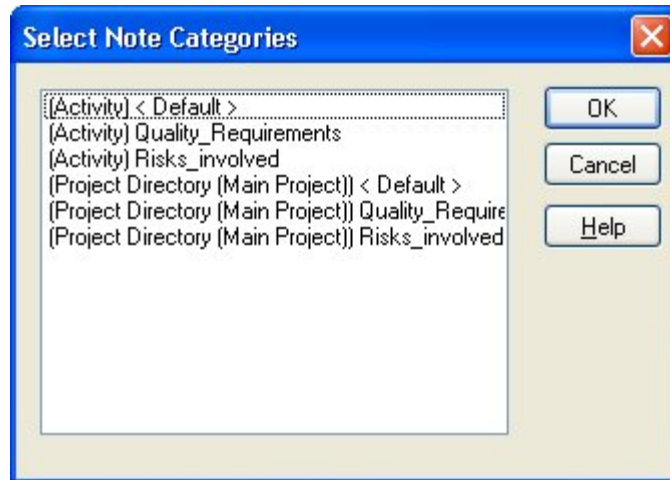 Select Note Categories
(Activity) < Default >
(Activity) Quality_Requirements
(Activity) Risks_involved
(Project Directory (Main Project)) < Default >
(Project Directory (Main Project)) Quality_Require
(Project Directory (Main Project)) Risks_involved
OK
Cancel
Help